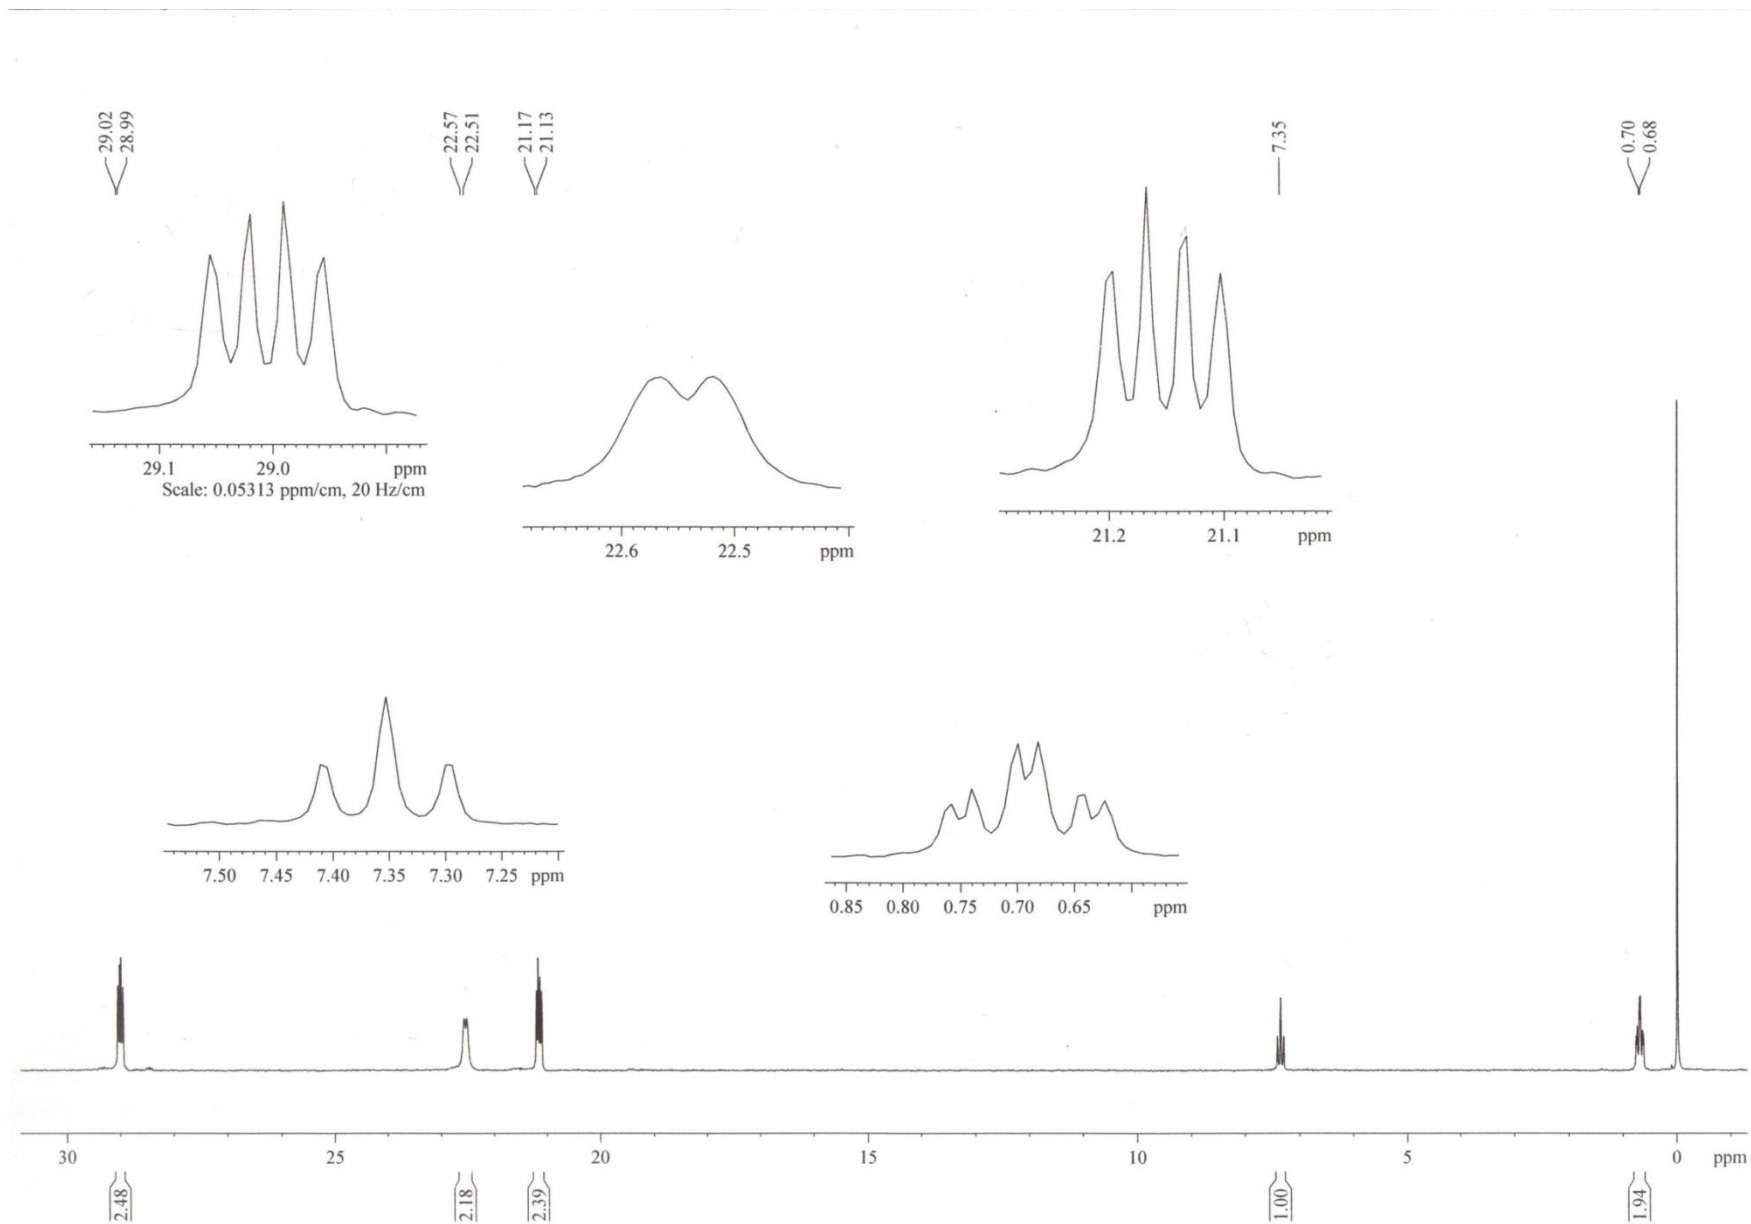 29.02
28.99
22.57
22.51
21.17
21.13
7.35
0.70
0.68
29.1 29.0 ppm
Scale: 0.05313 ppm/cm, 20 Hz/cm
22.6 22.5 ppm
21.2 21.1 ppm
7.50 7.45 7.40 7.35 7.30 7.25 ppm
0.85 0.80 0.75 0.70 0.65 ppm
30 25 20 15 10 5 0 ppm
2.48
2.18
2.39
1.00
1.94